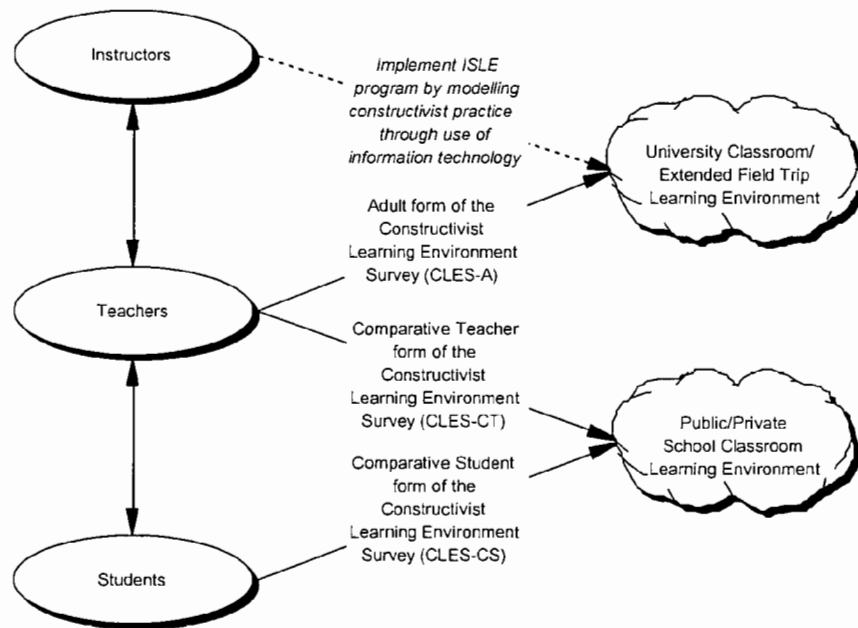 Instructors
Implement ISLE
program by modelling
constructivist practice
through use of
information technology
University Classroom/
Extended Field Trip
Learning Environment
Adult form of the
Constructivist
Learning Environment
Survey (CLES-A)
Teachers
Comparative Teacher
form of the
Constructivist
Learning Environment
Survey (CLES-CT)
Public/Private
School Classroom
Learning Environment
Comparative Student
form of the
Constructivist
Learning Environment
Survey (CLES-CS)
Students